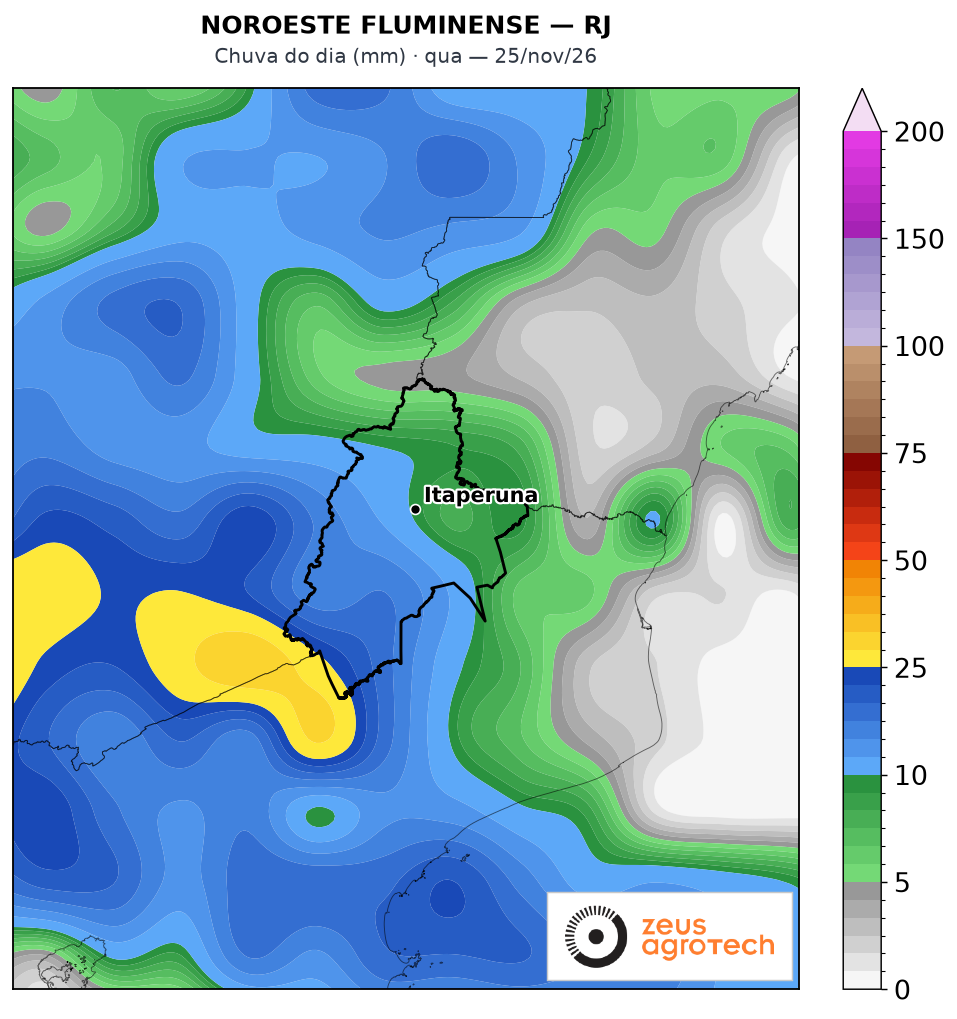 NOROESTE FLUMINENSE — RJ
Chuva do dia (mm) · qua — 25/nov/26
200
150
100
75
50
25
10
5
0
Itaperuna
zeus
agrotech